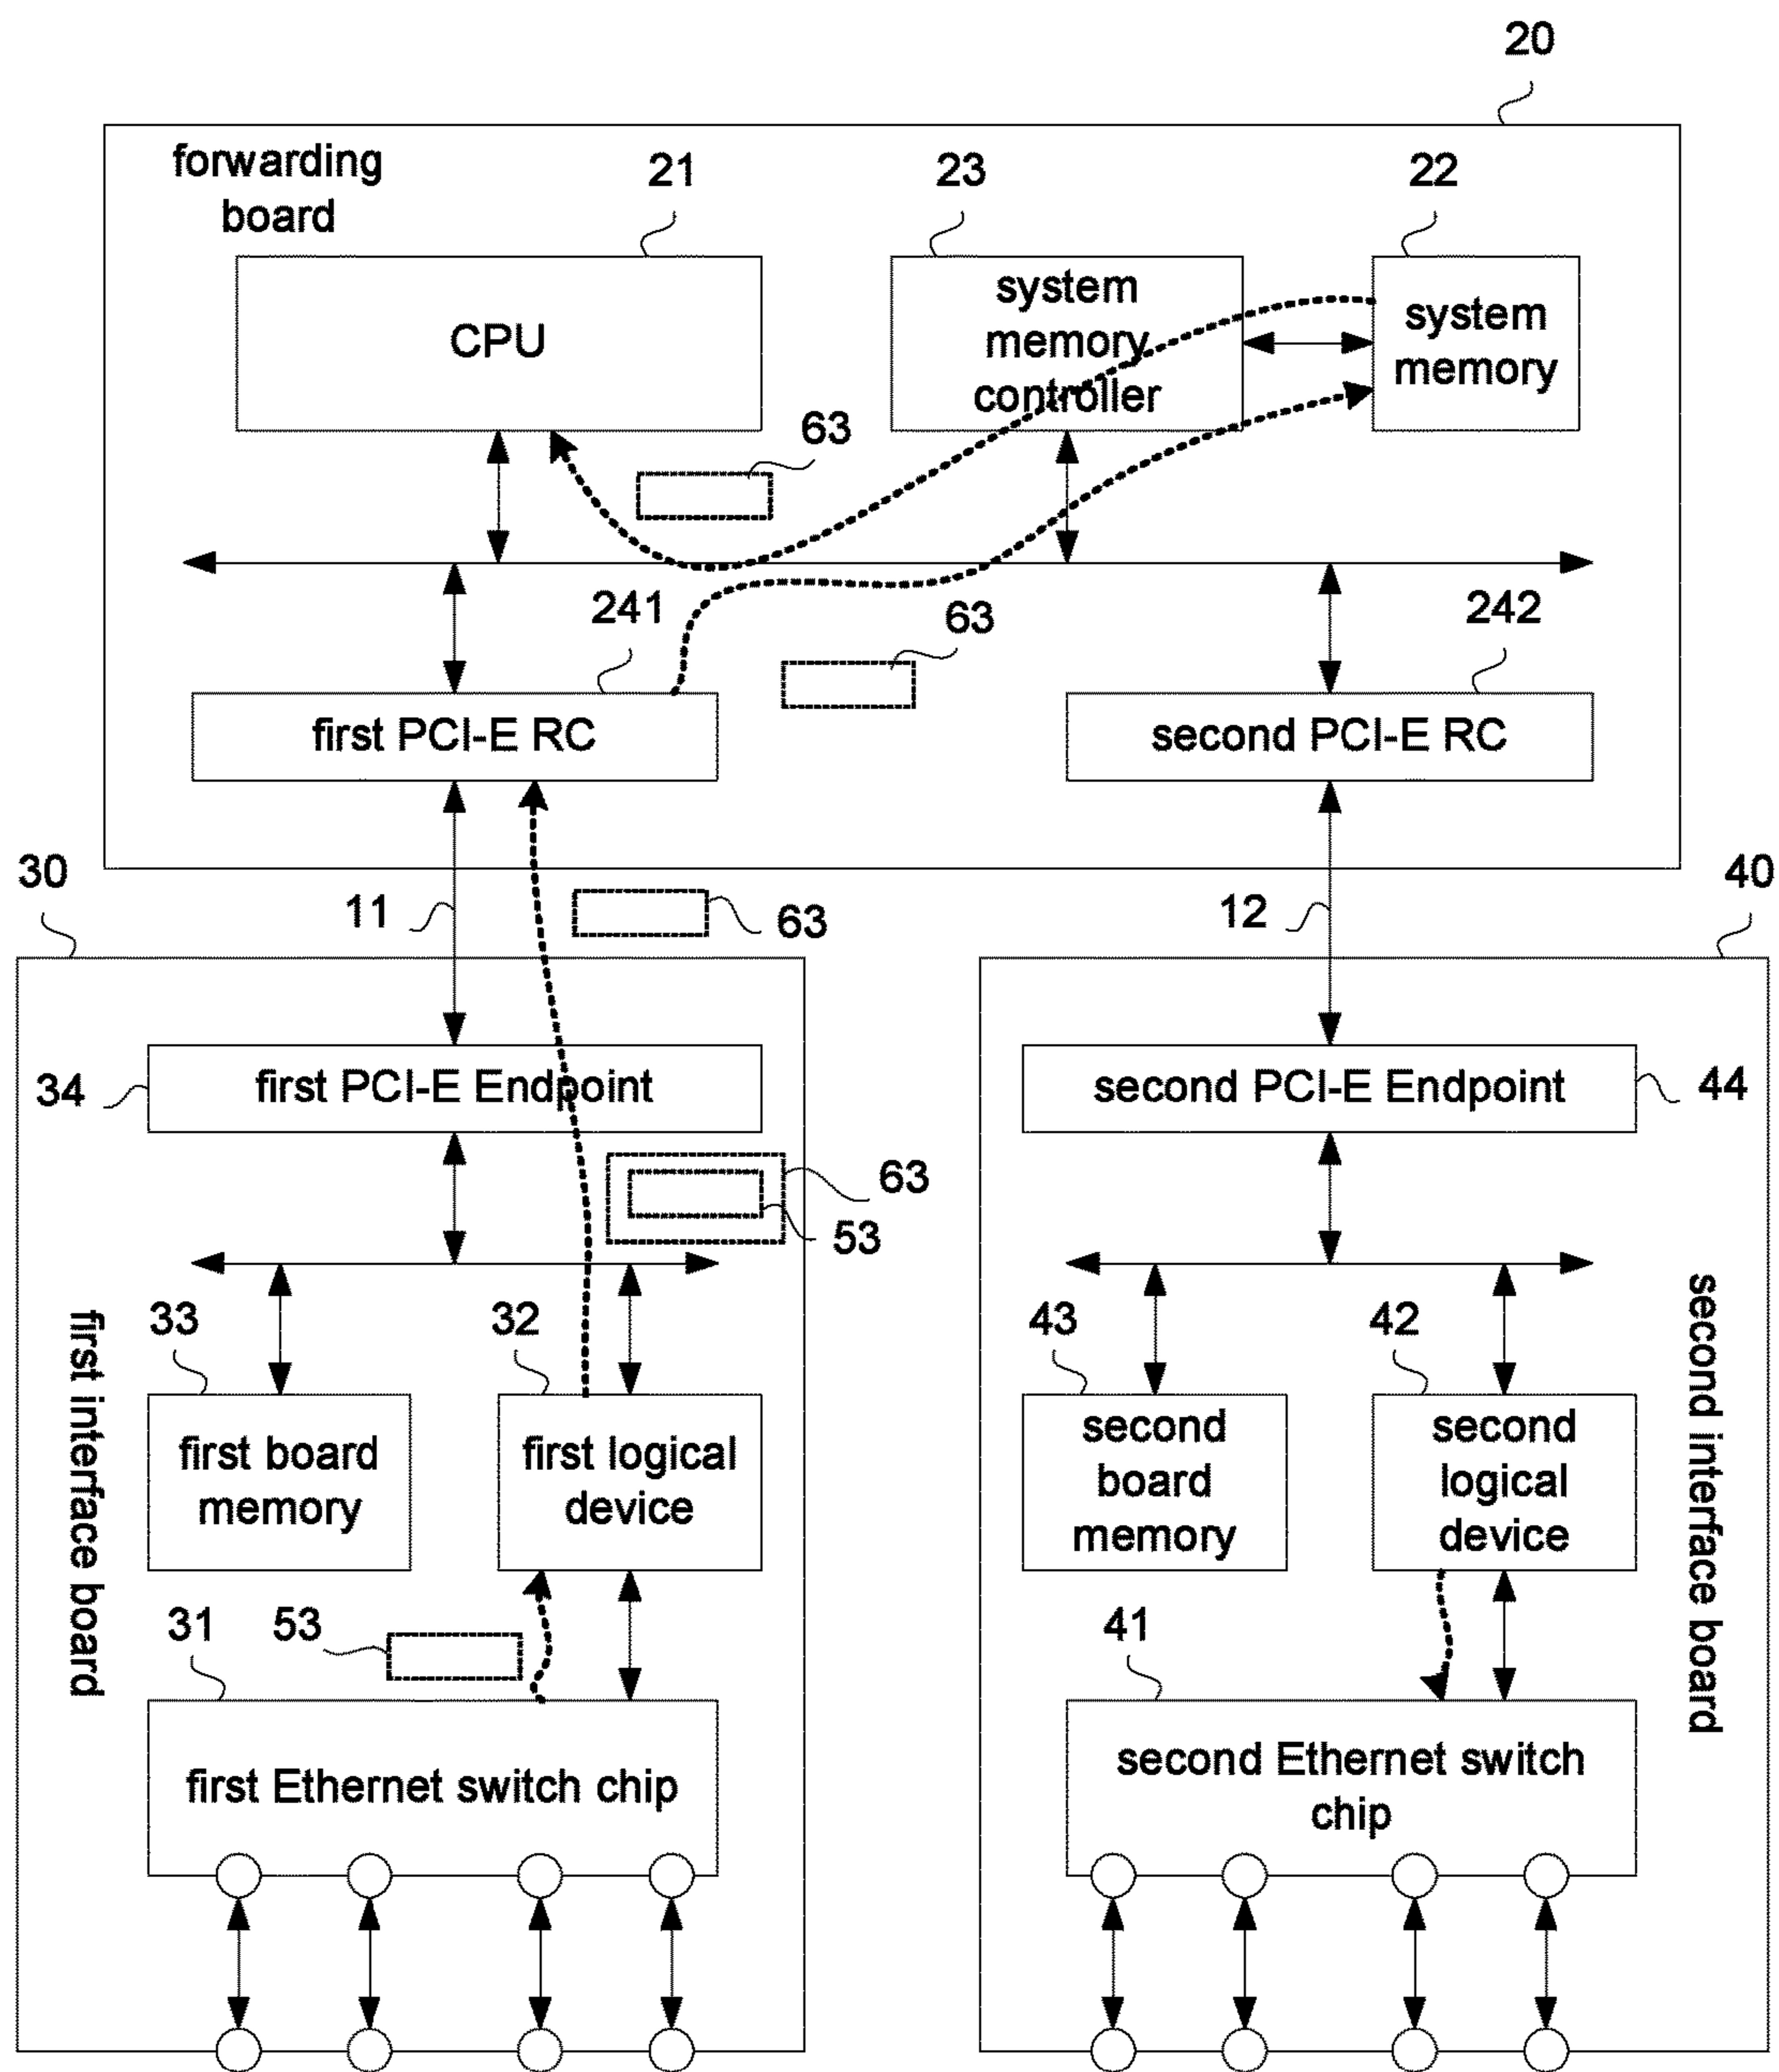 20
forwarding
board
21
23
22
CPU
system
memory
controller
system
memory
63
241
63
242
first PCI-E RC
second PCI-E RC
30
11
63
12
40
34
first PCI-E Endpoint
second PCI-E Endpoint
44
63
53
first interface board
33
32
43
42
second interface board
first board
memory
first logical
device
second
board
memory
second
logical
device
31
53
41
first Ethernet switch chip
second Ethernet switch
chip